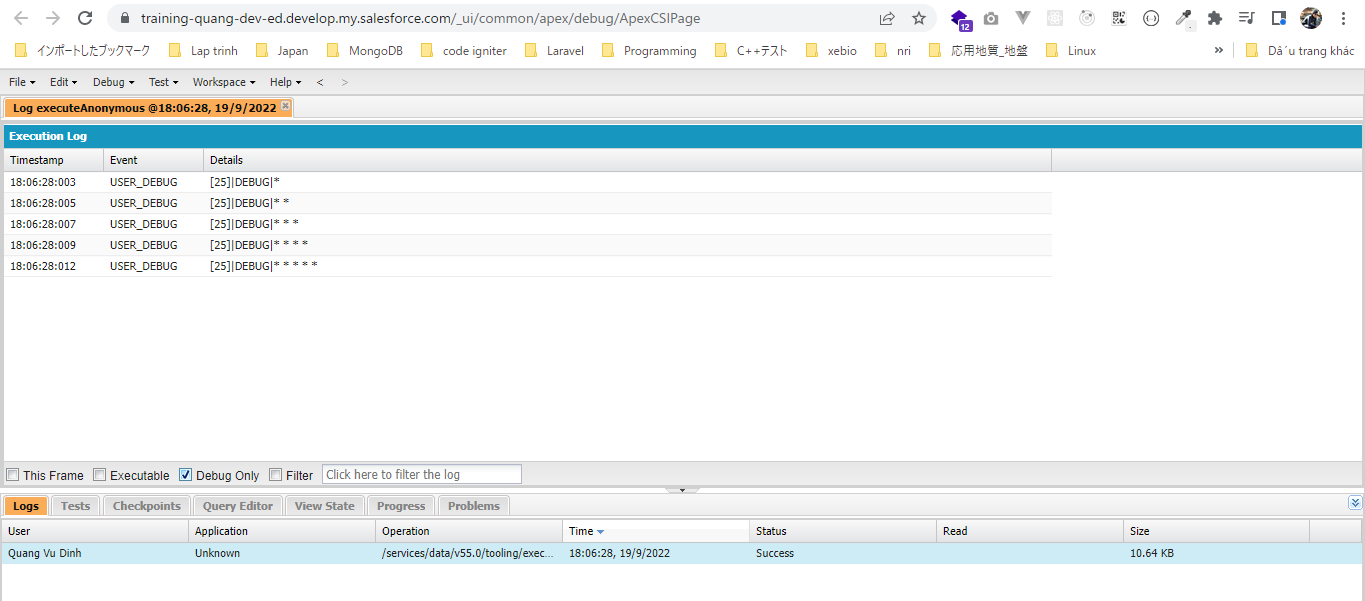 training-quang-dev-ed.develop.my.salesforce.com/_ui/common/apex/debug/ApexCSIPage
12
インポートしたブックマーク Lap trinh Japan MongoDB code igniter Laravel Programming C++テスト xebio nri 応用地質_地盤 Linux » Dấu trang khác
File Edit Debug Test Workspace Help < >
Log executeAnonymous @18:06:28, 19/9/2022
Execution Log
Timestamp Event Details
18:06:28:003 USER_DEBUG [25]|DEBUG|*
18:06:28:005 USER_DEBUG [25]|DEBUG|* *
18:06:28:007 USER_DEBUG [25]|DEBUG|* * *
18:06:28:009 USER_DEBUG [25]|DEBUG|* * * *
18:06:28:012 USER_DEBUG [25]|DEBUG|* * * * *
This Frame Executable Debug Only Filter Click here to filter the log
Logs Tests Checkpoints Query Editor View State Progress Problems
User Application Operation Time Status Read Size
Quang Vu Dinh Unknown /services/data/v55.0/tooling/exec... 18:06:28, 19/9/2022 Success 10.64 KB